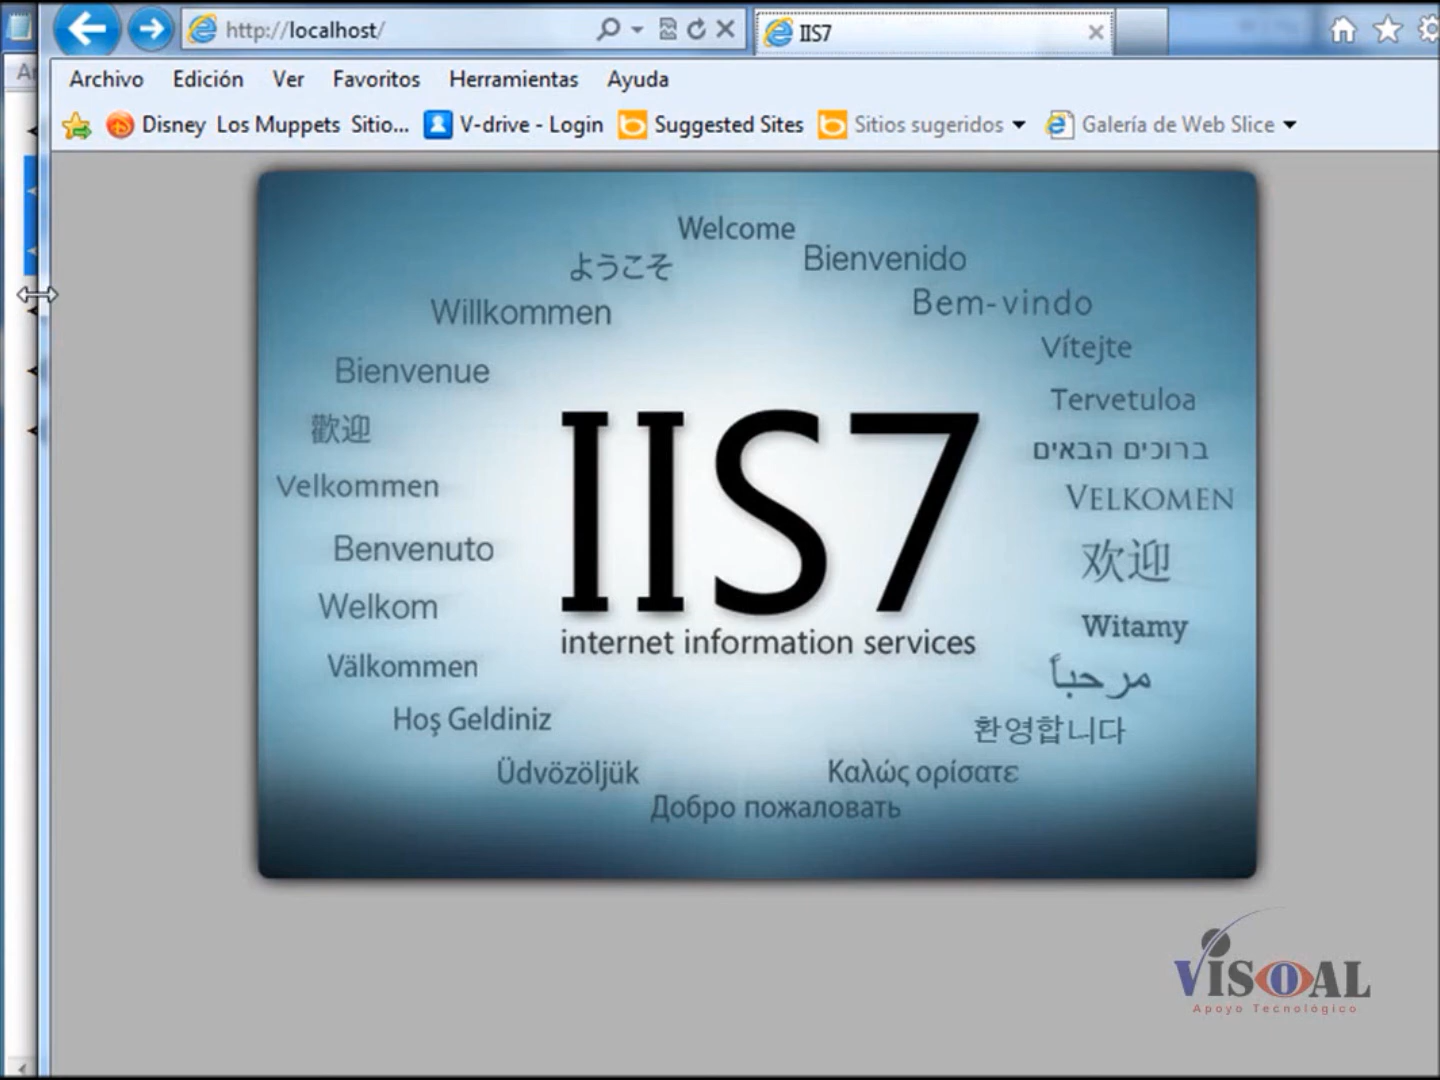 http://localhost/
IIS7
Archivo Edición Ver Favoritos Herramientas Ayuda
Disney Los Muppets Sitio... V-drive - Login Suggested Sites Sitios sugeridos Galería de Web Slice
Welcome
ようこそ
Bienvenido
Willkommen
Bem-vindo
Bienvenue
Vítejte
歡迎
Tervetuloa
ברוכים הבאים
Velkommen
VELKOMEN
IIS7
internet information services
Benvenuto
欢迎
Welkom
Witamy
Välkommen
مرحباً
Hoş Geldiniz
환영합니다
Üdvözöljük
Καλώς ορίσατε
Добро пожаловать
VISOAL
Apoyo Tecnológico